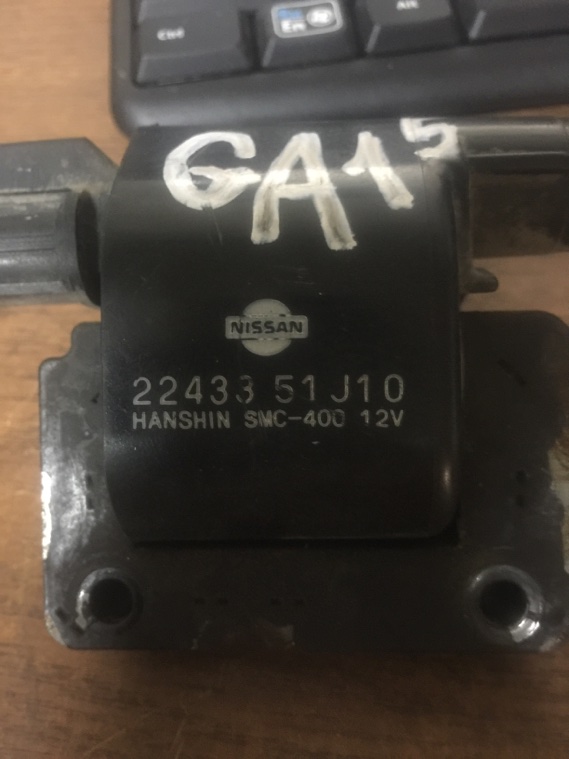 Ctrl
Alt
GA15
NISSAN
22433 51J10
HANSHIN SMC-400 12V